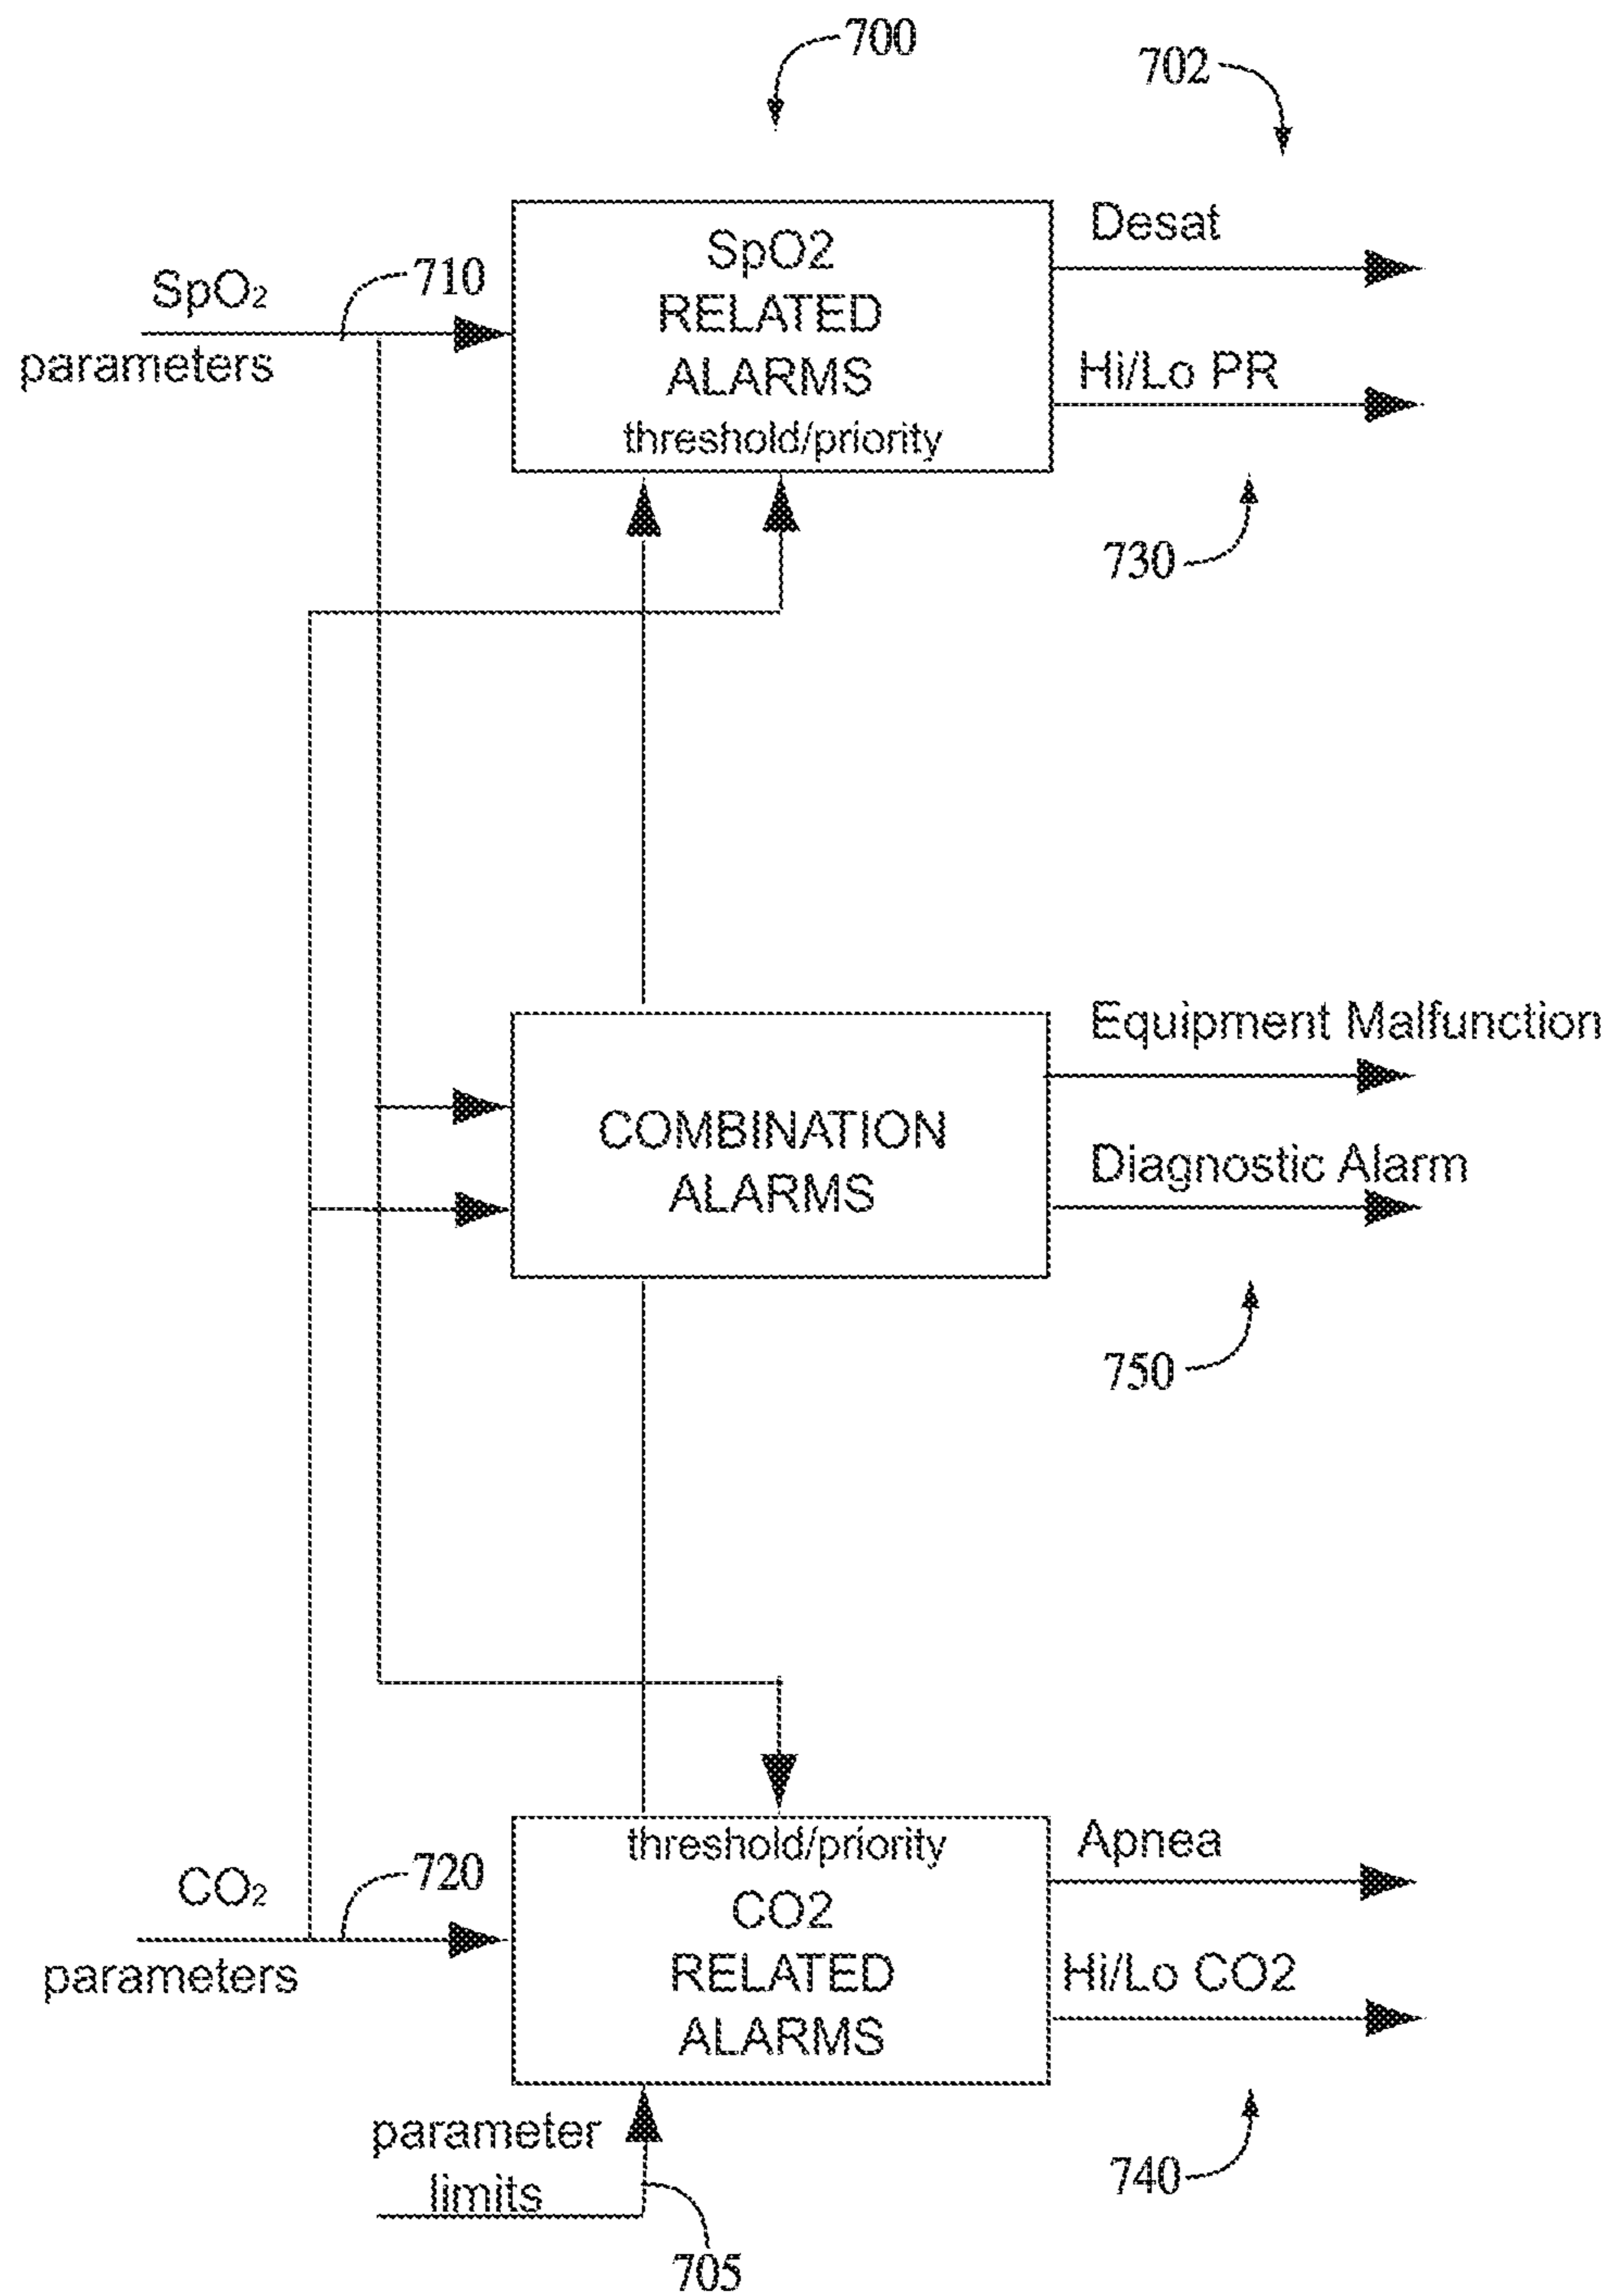 700
702
SpO₂
parameters
710
SpO2
RELATED
ALARMS
threshold/priority
Desat
Hi/Lo PR
730
COMBINATION
ALARMS
Equipment Malfunction
Diagnostic Alarm
750
CO₂
parameters
720
threshold/priority
CO2
RELATED
ALARMS
Apnea
Hi/Lo CO2
740
parameter
limits
705